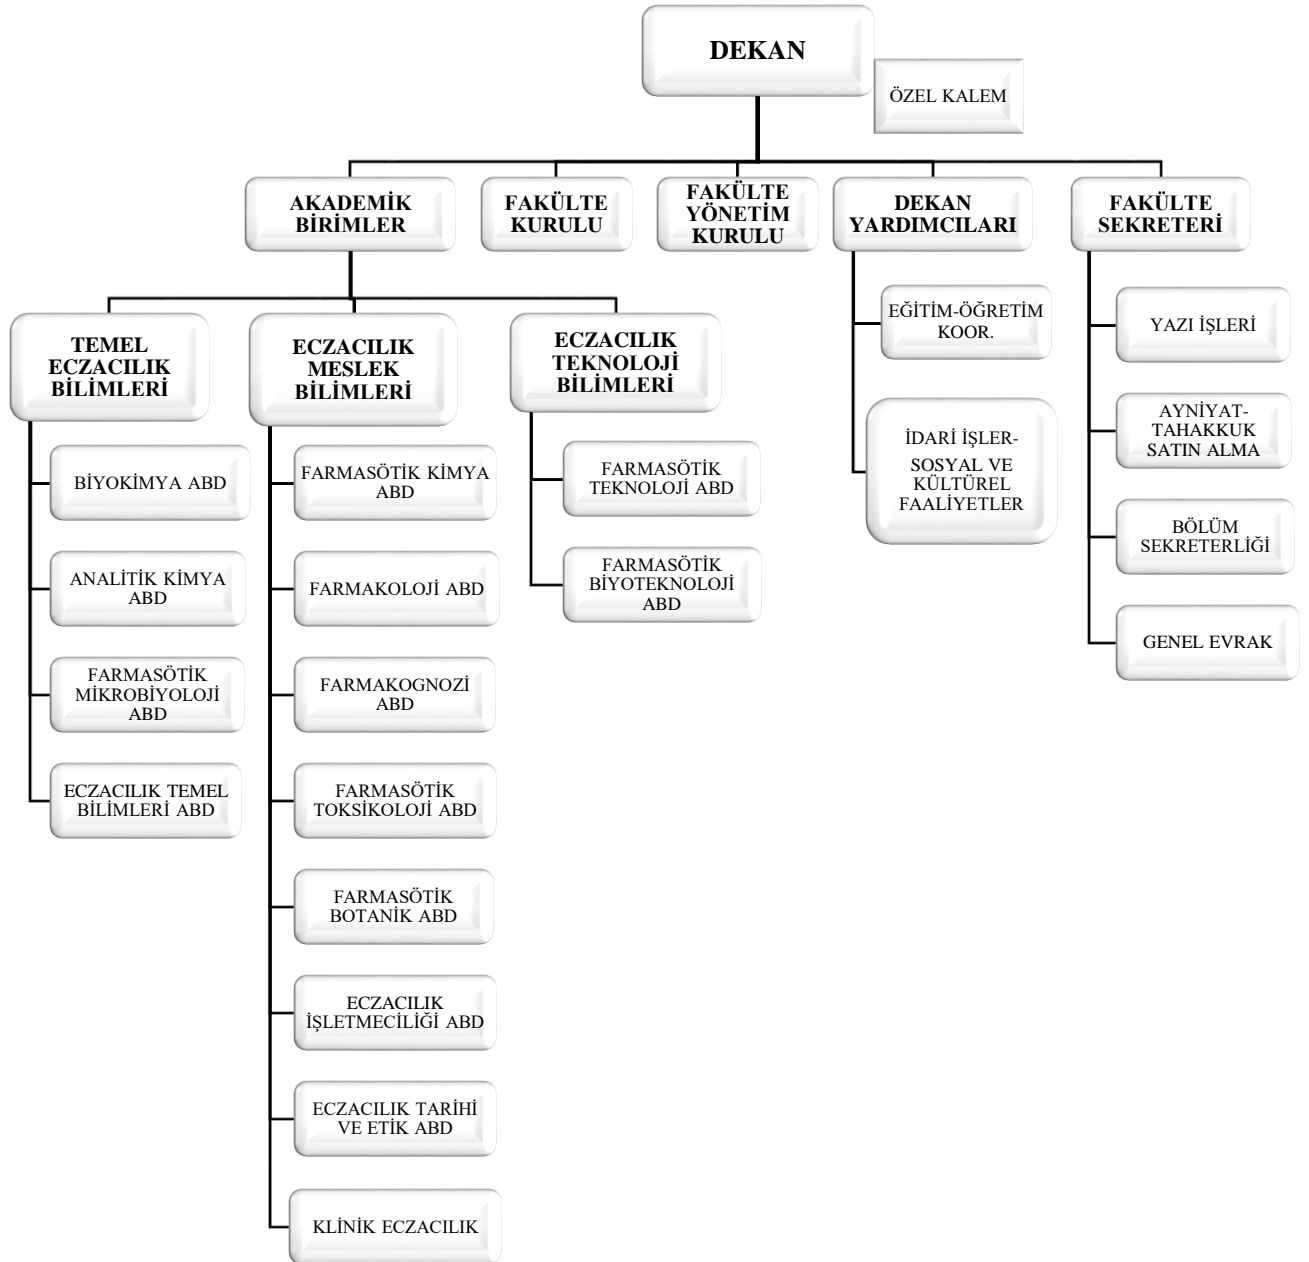 DEKAN
ÖZEL KALEM
AKADEMİK
BİRİMLER
FAKÜLTE
KURULU
FAKÜLTE
YÖNETİM
KURULU
DEKAN
YARDIMCILARI
FAKÜLTE
SEKRETERİ
TEMEL
ECZACILIK
BİLİMLERİ
BİYOKİMYA ABD
ANALİTİK KİMYA
ABD
FARMASÖTİK
MİKROBİYOLOJİ
ABD
ECZACILIK TEMEL
BİLİMLERİ ABD
ECZACILIK
MESLEK
BİLİMLERİ
FARMASÖTİK KİMYA
ABD
FARMAKOLOJİ ABD
FARMAKOGNOZİ
ABD
FARMASÖTİK
TOKSİKOLOJİ ABD
FARMASÖTİK
BOTANİK ABD
ECZACILIK
İŞLETMECİLİĞİ ABD
ECZACILIK TARİHİ
VE ETİK ABD
KLİNİK ECZACILIK
ECZACILIK
TEKNOLOJİ
BİLİMLERİ
FARMASÖTİK
TEKNOLOJİ ABD
FARMASÖTİK
BİYOTEKNOLOJİ
ABD
EĞİTİM-ÖĞRETİM
KOOR.
İDARİ İŞLER-
SOSYAL VE
KÜLTÜREL
FAALİYETLER
YAZI İŞLERİ
AYNİYAT-
TAHAKKUK
SATIN ALMA
BÖLÜM
SEKRETERLİĞİ
GENEL EVRAK